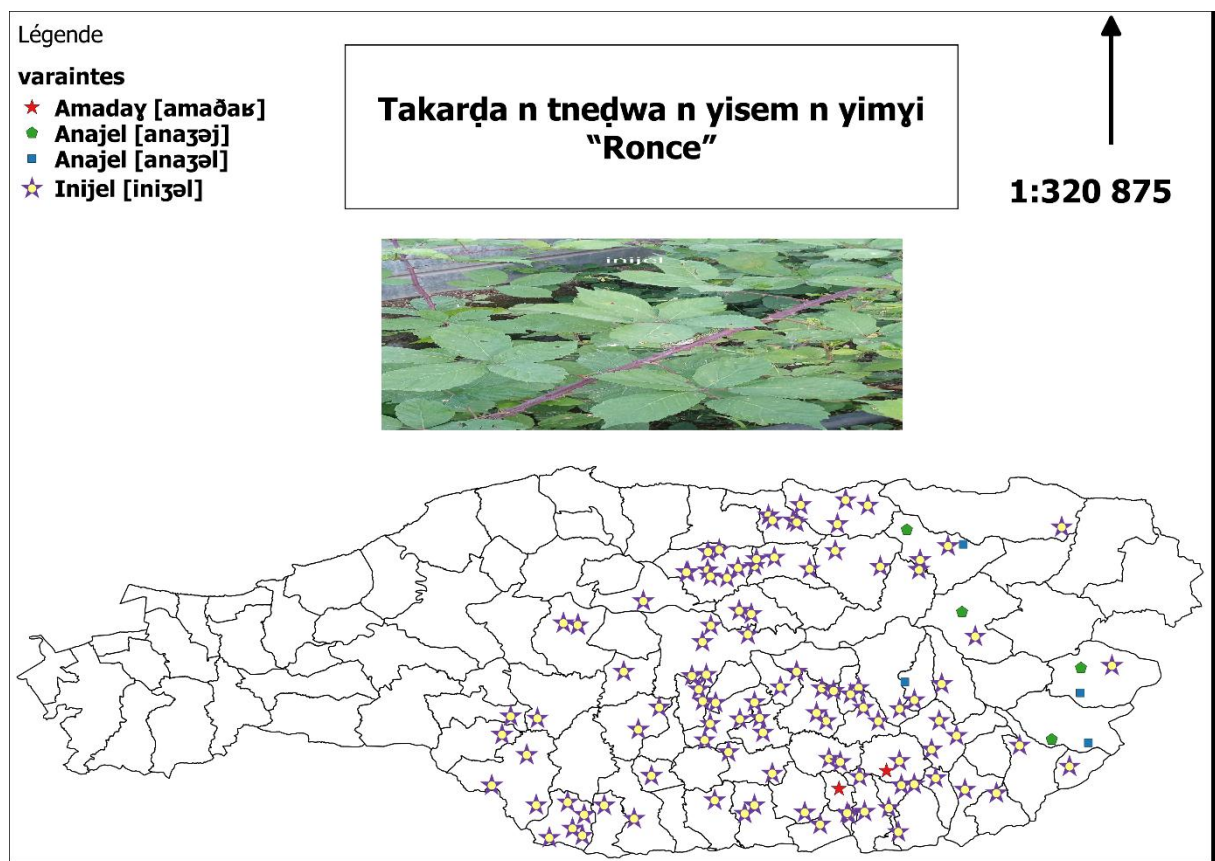 Légende
varaintes
Amadaɣ [amaðaʁ]
Anajel [anaʒəj]
Anajel [anaʒəl]
Inijel [iniʒəl]
Takarḍa n tneḍwa n yisem n yimɣi
“Ronce”
1:320 875
inijel